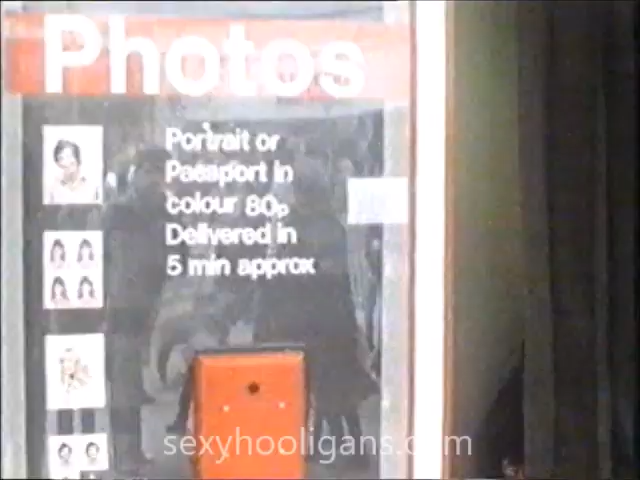 Photos
Portrait or
Passport in
colour 80p
Delivered in
5 min approx
sexyhooligans.com